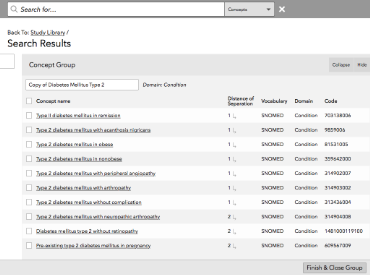 Search for... Concepts
Back To: Study Library /
Search Results
Concept Group Collapse Hide
Copy of Diabetes Mellitus Type 2 Domain: Condition
Concept name Distance of Separation Vocabulary Domain Code
Type II diabetes mellitus in remission 1 SNOMED Condition 703138006
Type 2 diabetes mellitus with acanthosis nigricans 1 SNOMED Condition 9859006
Type 2 diabetes mellitus in obese 1 SNOMED Condition 81531005
Type 2 diabetes mellitus in nonobese 1 SNOMED Condition 359642000
Type 2 diabetes mellitus with peripheral angiopathy 1 SNOMED Condition 314902007
Type 2 diabetes mellitus with arthropathy 1 SNOMED Condition 314903002
Type 2 diabetes mellitus without complication 1 SNOMED Condition 313436004
Type 2 diabetes mellitus with neuropathic arthropathy 2 SNOMED Condition 314904008
Diabetes mellitus type 2 without retinopathy 2 SNOMED Condition 1481000119100
Pre-existing type 2 diabetes mellitus in pregnancy 2 SNOMED Condition 609567009
Finish & Close Group